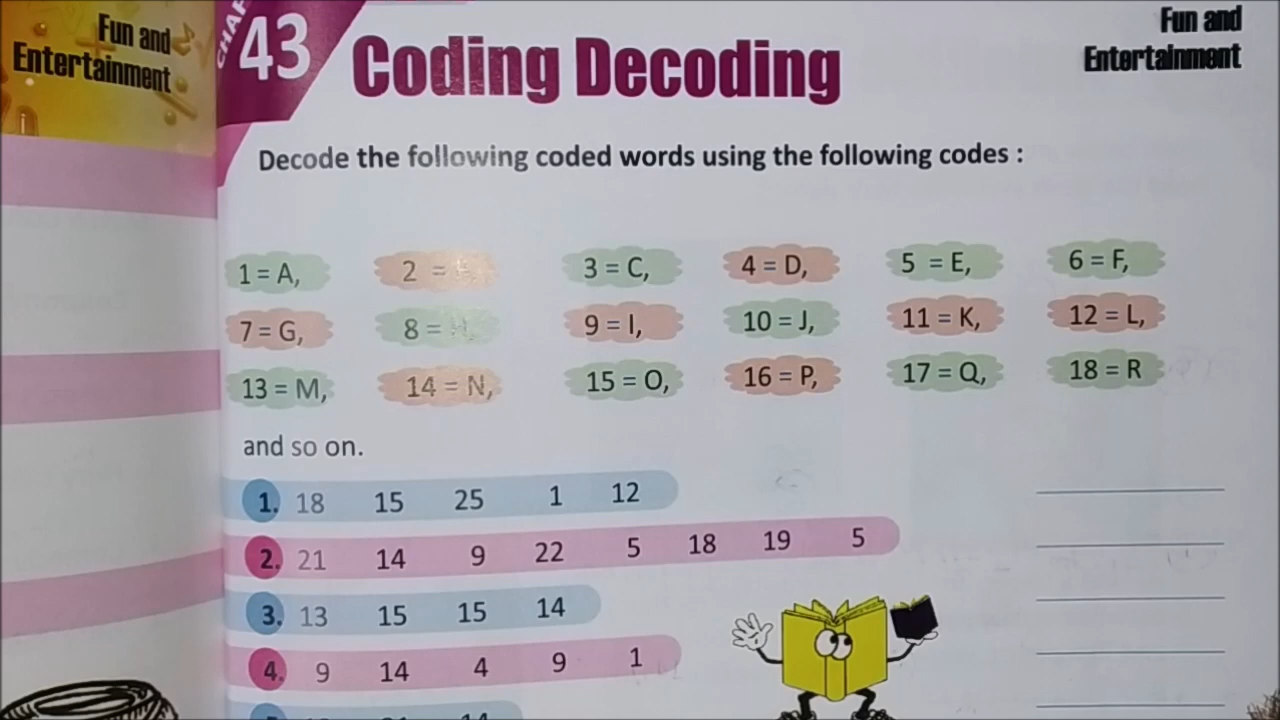 Fun and
Entertainment
43
Coding Decoding
Fun and
Entertainment
Decode the following coded words using the following codes :
1 = A, 2 = 3 = C, 4 = D, 5 = E, 6 = F,
7 = G, 8 = H, 9 = I, 10 = J, 11 = K, 12 = L,
13 = M, 14 = N, 15 = O, 16 = P, 17 = Q, 18 = R
and so on.
1. 18 15 25 1 12
2. 21 14 9 22 5 18 19 5
3. 13 15 15 14
4. 9 14 4 9 1